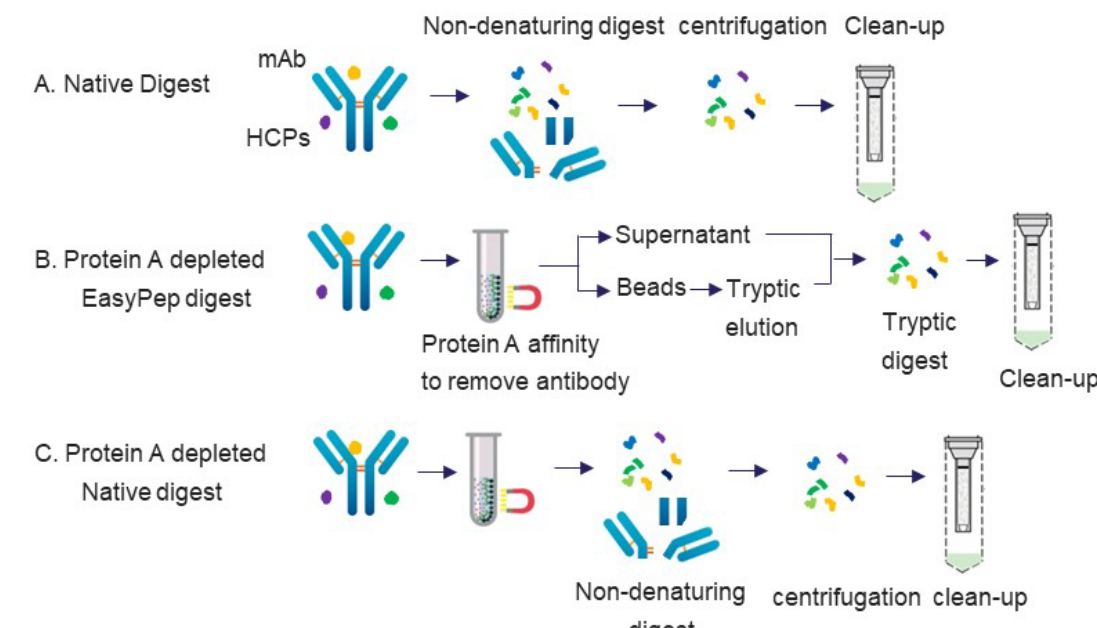 Non-denaturing digest centrifugation Clean-up
mAb
A. Native Digest
HCPs
Supernatant
B. Protein A depleted
EasyPep digest
Beads
Tryptic
elution
Protein A affinity
to remove antibody
Tryptic
digest
Clean-up
C. Protein A depleted
Native digest
Non-denaturing
digest
centrifugation clean-up